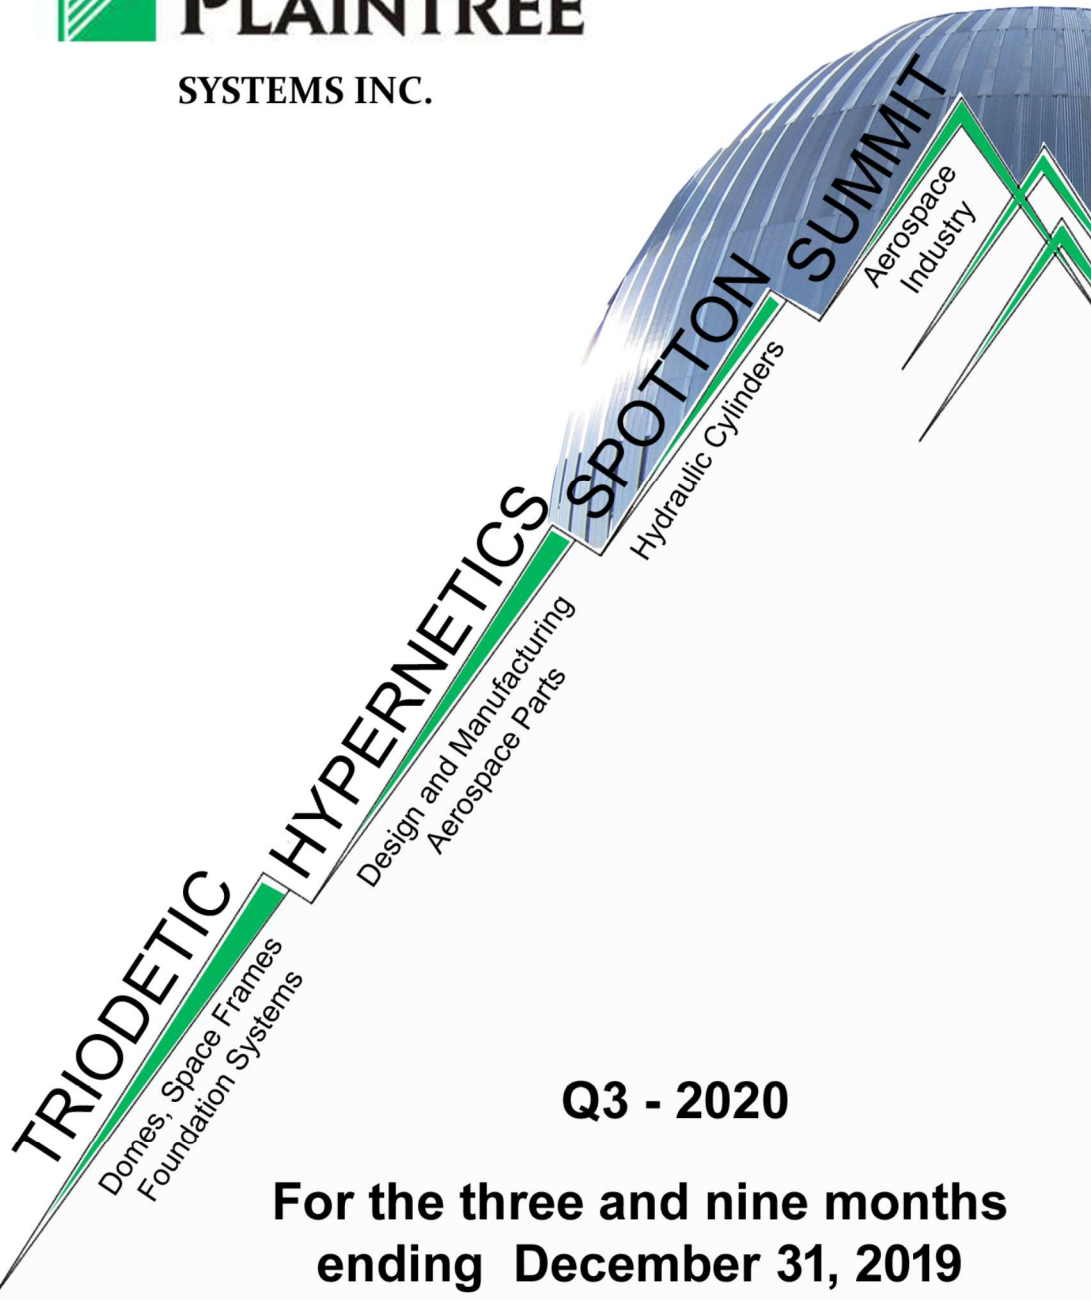 PLAINTREE
SYSTEMS INC.
SUMMIT
Aerospace
Industry
SPOTTON
Hydraulic Cylinders
HYPERNETICS
Design and Manufacturing
Aerospace Parts
TRIODETIC
Domes, Space Frames
Foundation Systems
Q3 - 2020
For the three and nine months
ending December 31, 2019